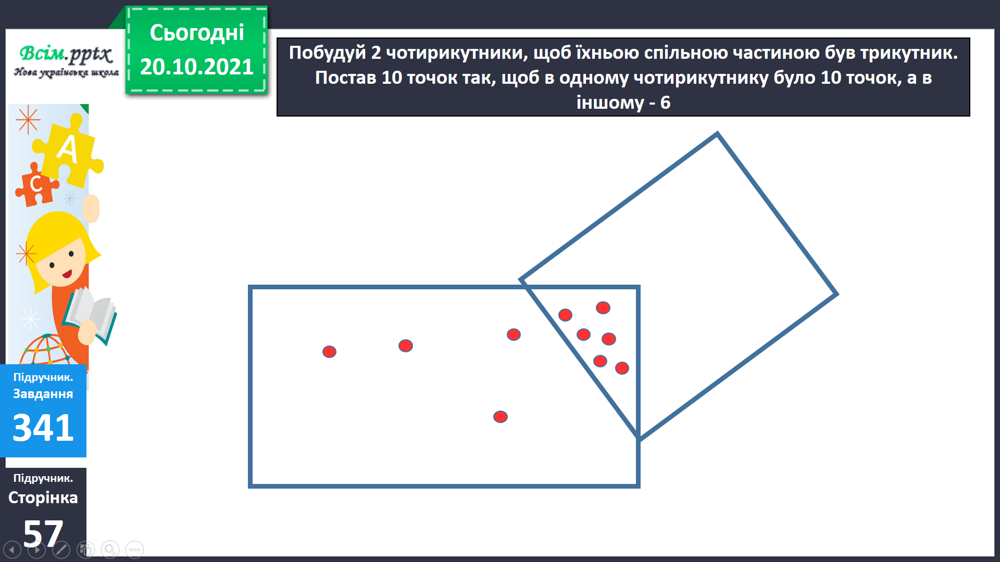 Всім.pptx
Нова українська школа
Сьогодні
20.10.2021
Побудуй 2 чотирикутники, щоб їхньою спільною частиною був трикутник.
Постав 10 точок так, щоб в одному чотирикутнику було 10 точок, а в
іншому - 6
A
C
Підручник.
Завдання
341
Підручник.
Сторінка
57